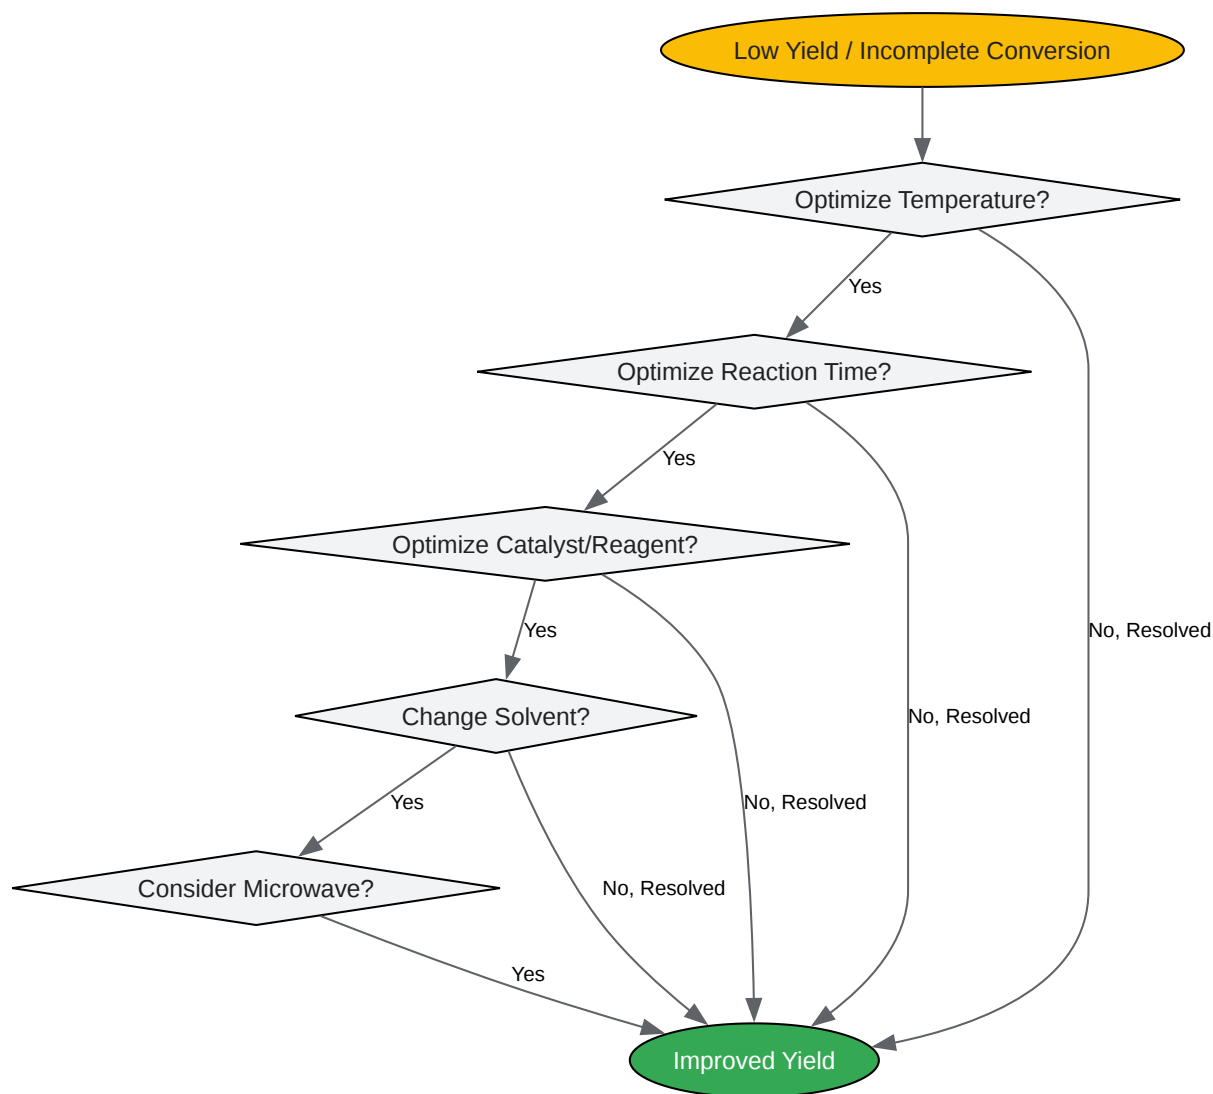 Low Yield / Incomplete Conversion
Optimize Temperature?
Yes
Optimize Reaction Time?
Yes
Optimize Catalyst/Reagent?
Yes
No, Resolved
Change Solvent?
No, Resolved
Yes
No, Resolved
Consider Microwave?
No, Resolved
Yes
Improved Yield